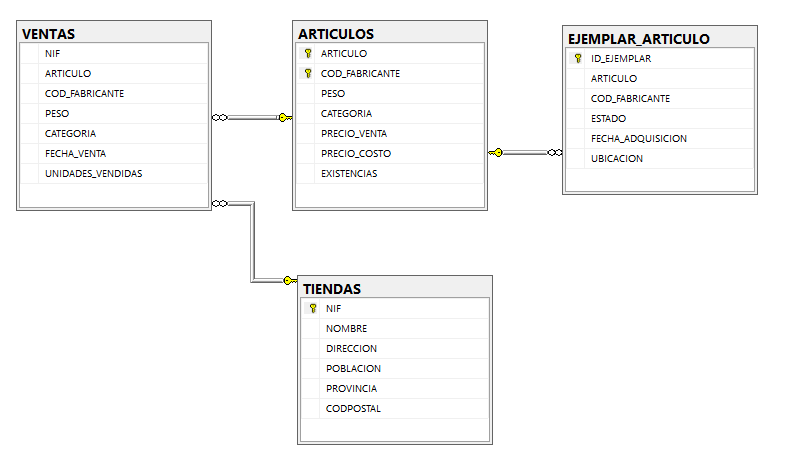 VENTAS
NIF
ARTICULO
COD_FABRICANTE
PESO
CATEGORIA
FECHA_VENTA
UNIDADES_VENDIDAS
ARTICULOS
ARTICULO
COD_FABRICANTE
PESO
CATEGORIA
PRECIO_VENTA
PRECIO_COSTO
EXISTENCIAS
EJEMPLAR_ARTICULO
ID_EJEMPLAR
ARTICULO
COD_FABRICANTE
ESTADO
FECHA_ADQUISICION
UBICACION
TIENDAS
NIF
NOMBRE
DIRECCION
POBLACION
PROVINCIA
CODPOSTAL